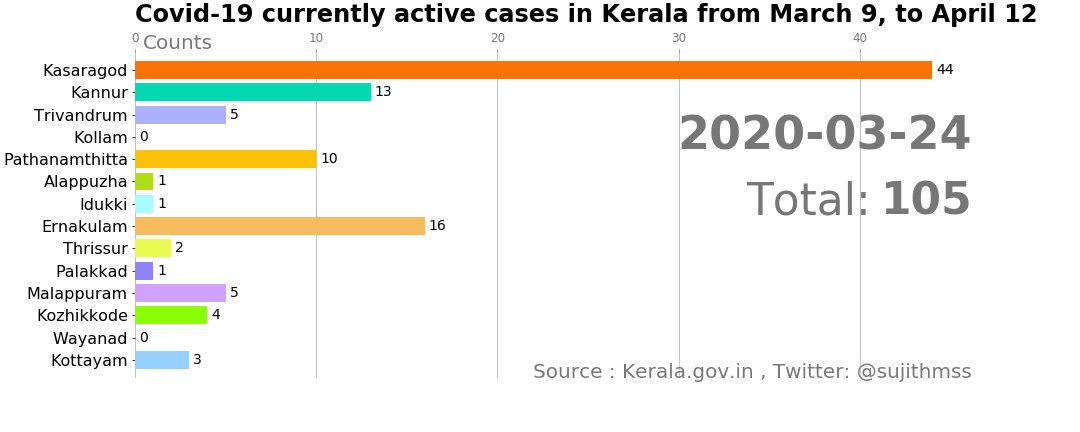 Covid-19 currently active cases in Kerala from March 9, to April 12
0 10 20 30 40
Counts
Kasaragod 44
Kannur 13
Trivandrum 5
Kollam 0
Pathanamthitta 10
Alappuzha 1
Idukki 1
Ernakulam 16
Thrissur 2
Palakkad 1
Malappuram 5
Kozhikkode 4
Wayanad 0
Kottayam 3
2020-03-24
Total: 105
Source : Kerala.gov.in , Twitter: @sujithmss